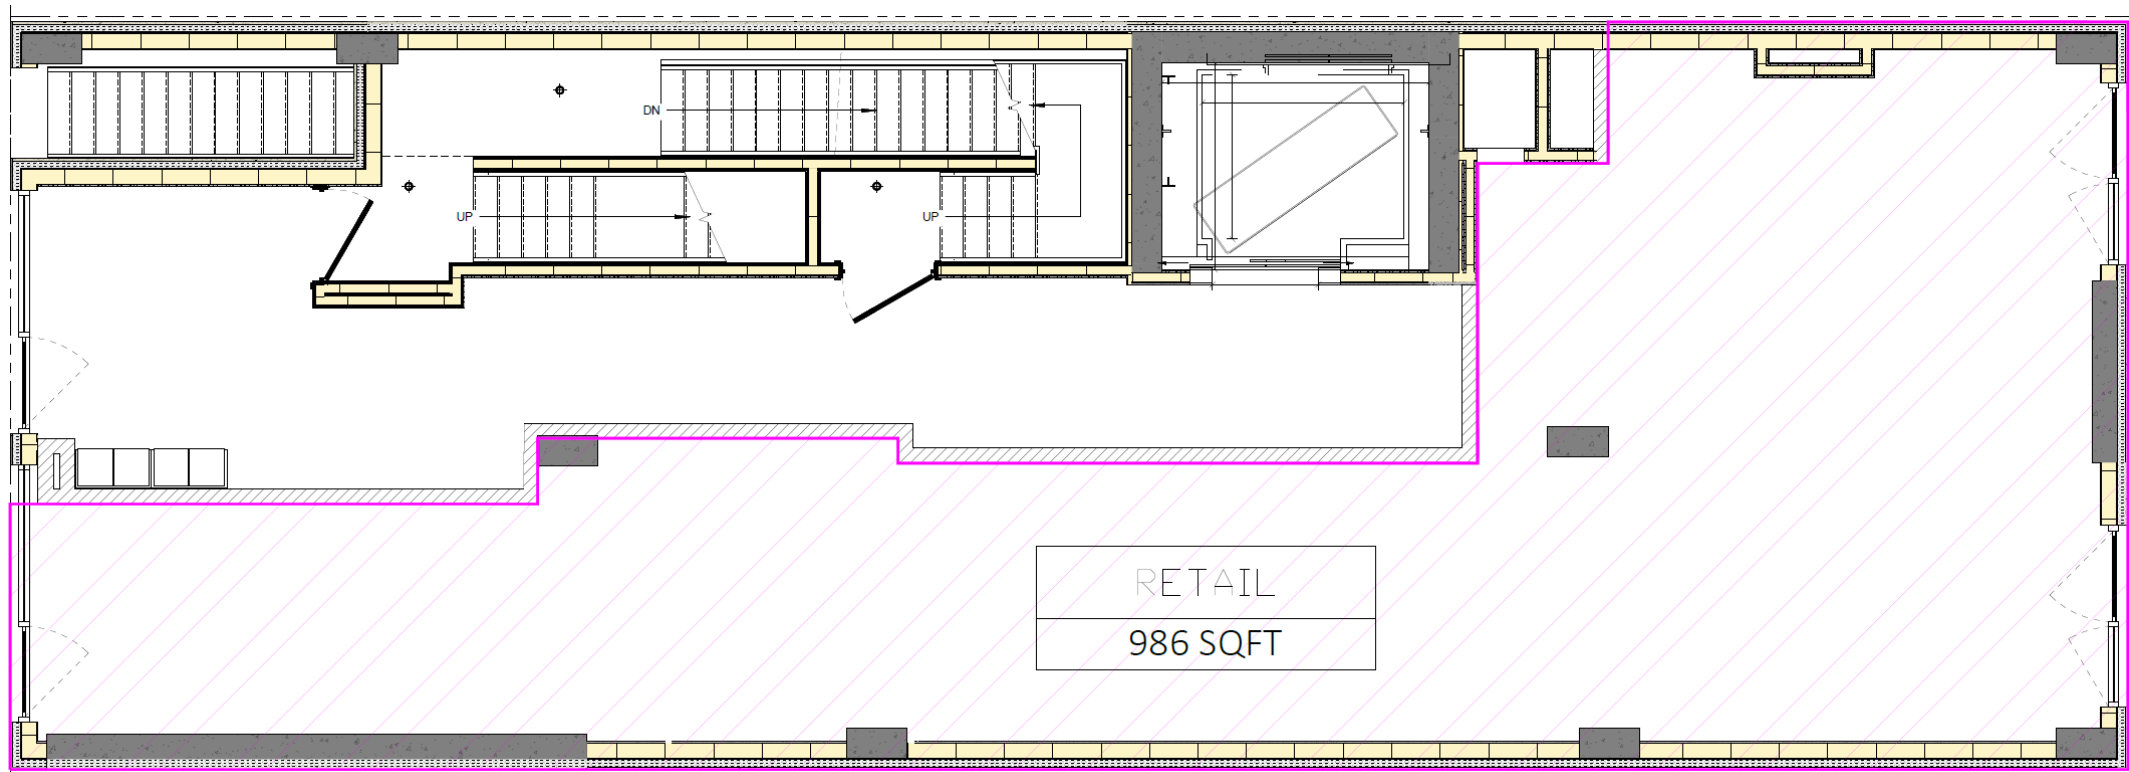 DN
UP
UP
RETAIL
986 SQFT